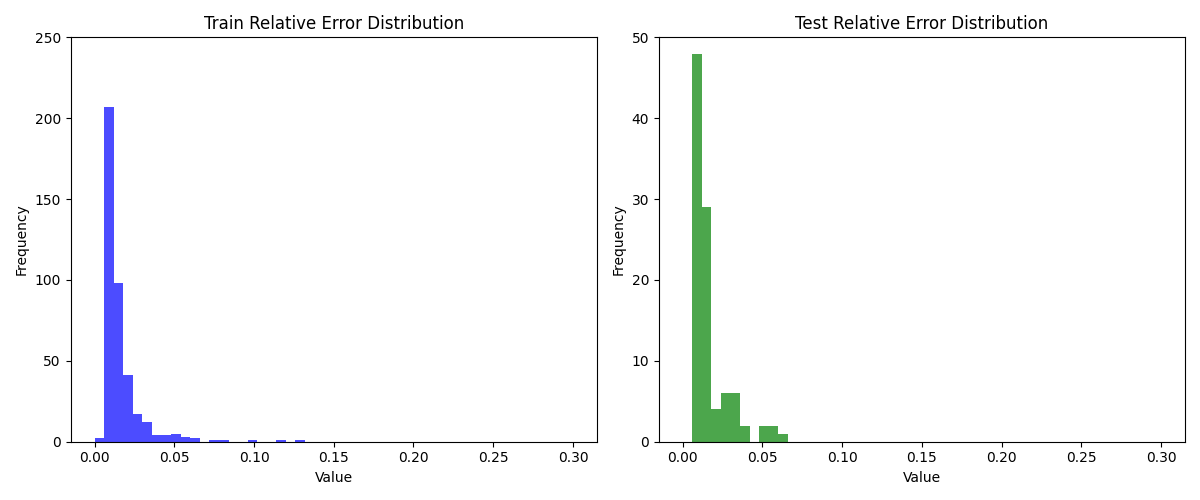 Train Relative Error Distribution
250
200
150
100
50
0
Frequency
0.00 0.05 0.10 0.15 0.20 0.25 0.30
Value
Test Relative Error Distribution
50
40
30
20
10
0
Frequency
0.00 0.05 0.10 0.15 0.20 0.25 0.30
Value